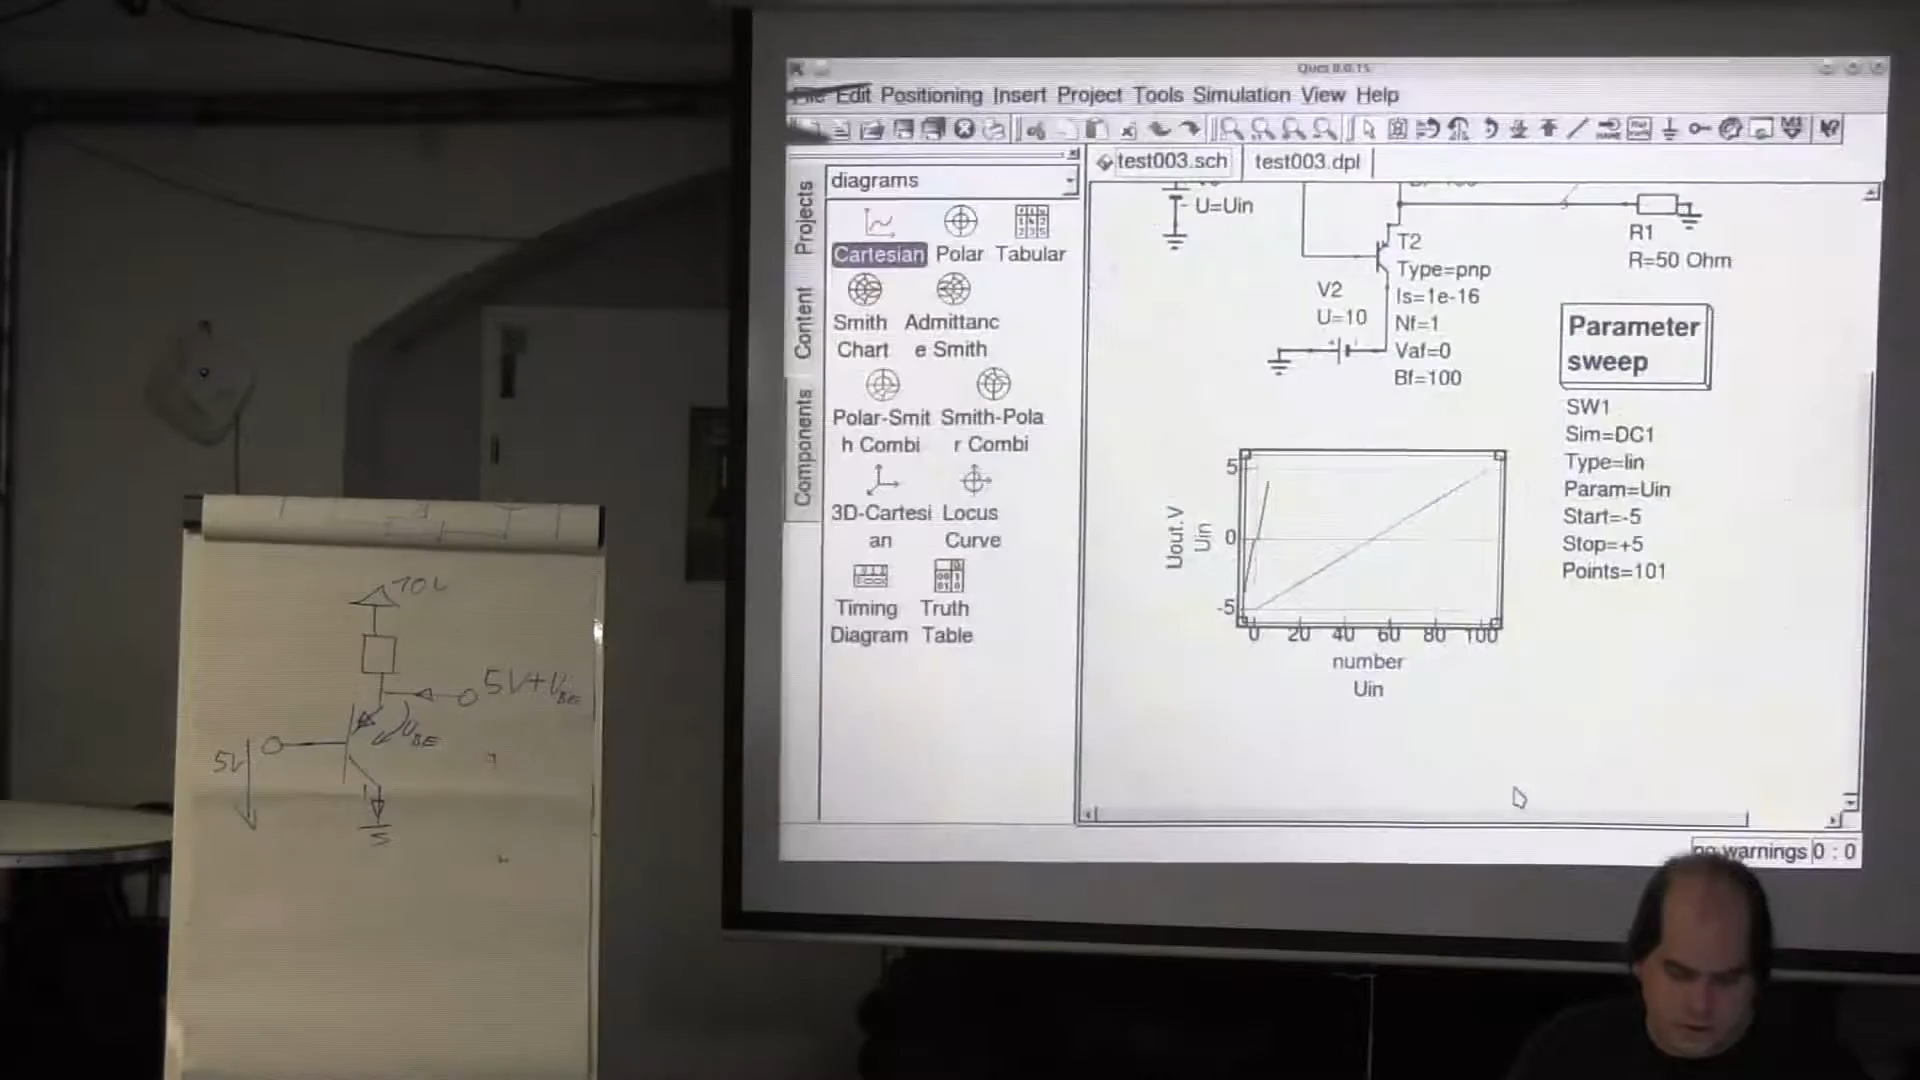 Qucs 0.0.15
File Edit Positioning Insert Project Tools Simulation View Help
test003.sch
test003.dpl
Projects
Content
Components
diagrams
Cartesian
Polar
Tabular
Smith
Chart
Admittanc
e Smith
Polar-Smit
h Combi
Smith-Pola
r Combi
3D-Cartesi
an
Locus
Curve
Timing
Diagram
Truth
Table
U=Uin
T2
Type=pnp
Is=1e-16
Nf=1
Vaf=0
Bf=100
V2
U=10
R1
R=50 Ohm
Parameter
sweep
SW1
Sim=DC1
Type=lin
Param=Uin
Start=-5
Stop=+5
Points=101
Uout.V
Uin
5
0
-5
0 20 40 60 80 100
number
Uin
no warnings 0 : 0
10V
5V+UBE
UBE
5V